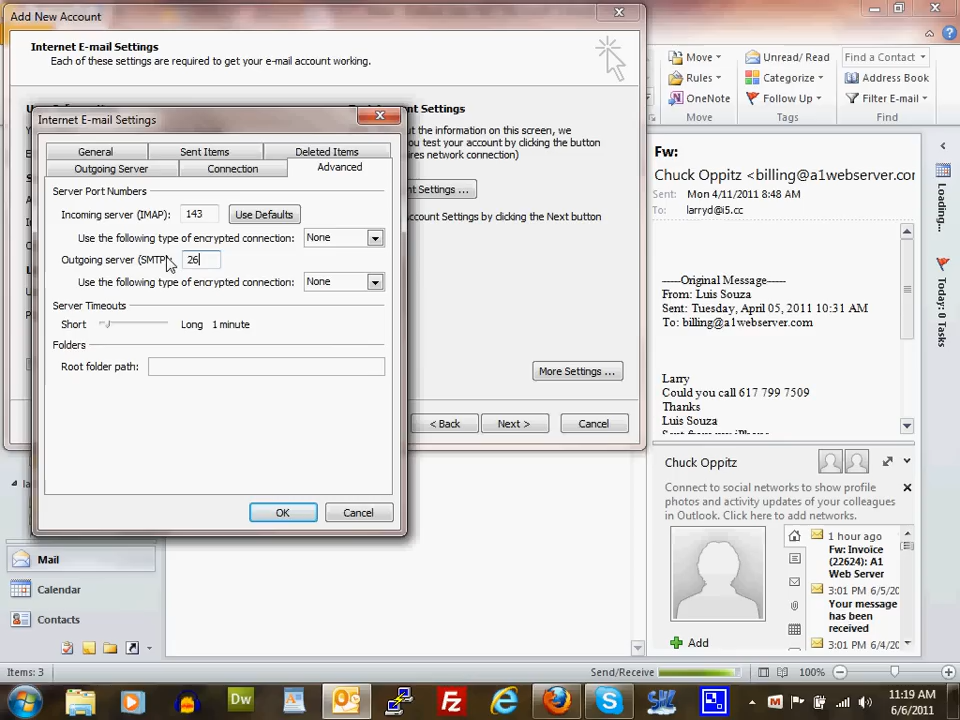 Add New Account
Internet E-mail Settings
Each of these settings are required to get your e-mail account working.
ent Settings
out the information on this screen, we
you test your account by clicking the button
ires network connection)
nt Settings ...
ccount Settings by clicking the Next button
More Settings ...
< Back
Next >
Cancel
Internet E-mail Settings
General
Sent Items
Deleted Items
Outgoing Server
Connection
Advanced
Server Port Numbers
Incoming server (IMAP): 143 Use Defaults
Use the following type of encrypted connection: None
Outgoing server (SMTP): 26
Use the following type of encrypted connection: None
Server Timeouts
Short Long 1 minute
Folders
Root folder path:
OK Cancel
Move
Rules
OneNote
Move
Unread/ Read
Categorize
Follow Up
Tags
Find a Contact
Address Book
Filter E-mail
Find
Fw:
Chuck Oppitz <billing@a1webserver.cor
Sent: Mon 4/11/2011 8:48 AM
To: larryd@i5.cc
-----Original Message-----
From: Luis Souza
Sent: Tuesday, April 05, 2011 10:31 AM
To: billing@a1webserver.com
Larry
Could you call 617 799 7509
Thanks
Luis Souza
Chuck Oppitz
Connect to social networks to show profile
photos and activity updates of your colleagues
in Outlook. Click here to add networks.
1 hour ago
Fw: Invoice
(22624): A1
Web Server
3:01 PM 6/5/20
Your message
has been
received
3:01 PM 6/4/20
Add
Loading...
Today: 0 Tasks
Mail
Calendar
Contacts
Items: 3
Send/Receive
100%
Dw
11:19 AM
6/6/2011